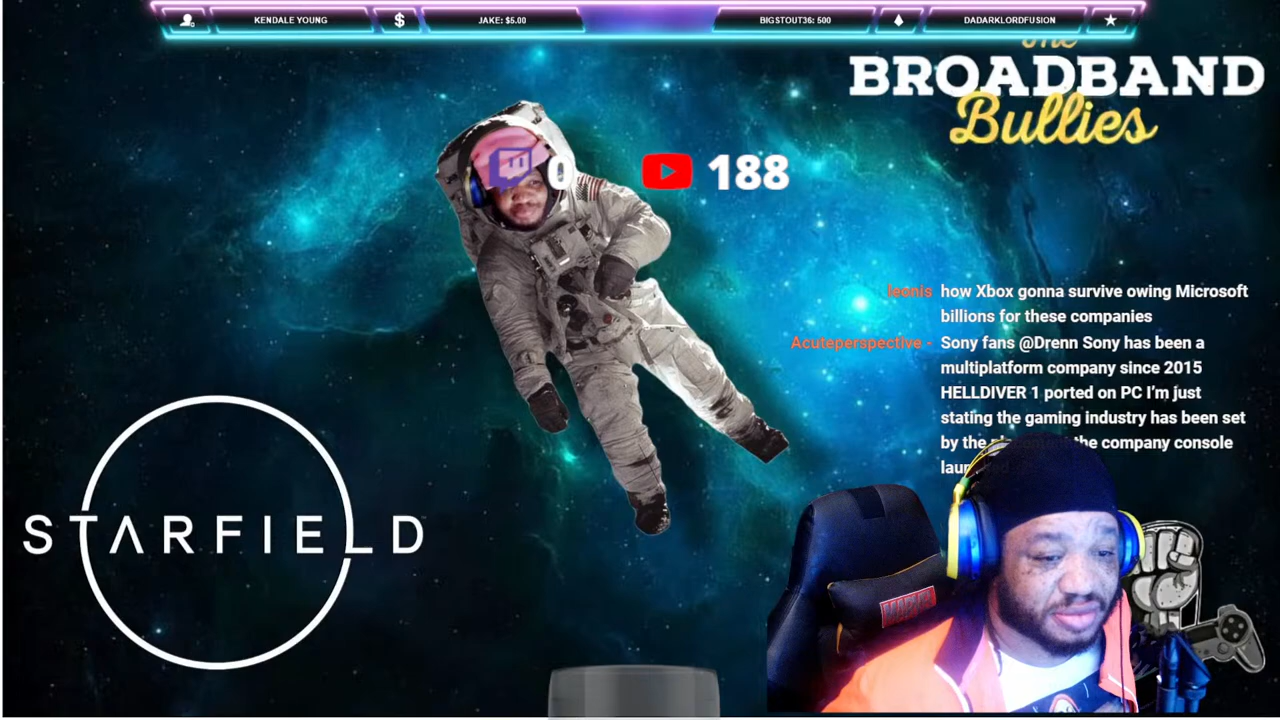 KENDALE YOUNG
$
JAKE: $5.00
BIGSTOUT36: 500
DADARKLORDFUSION
The
BROADBAND
Bullies
0
188
leonis how Xbox gonna survive owing Microsoft
billions for these companies
Acuteperspective - Sony fans @Drenn Sony has been a
multiplatform company since 2015
HELLDIVER 1 ported on PC I'm just
stating the gaming industry has been set
by the the company console
STARFIELD
MARVEL